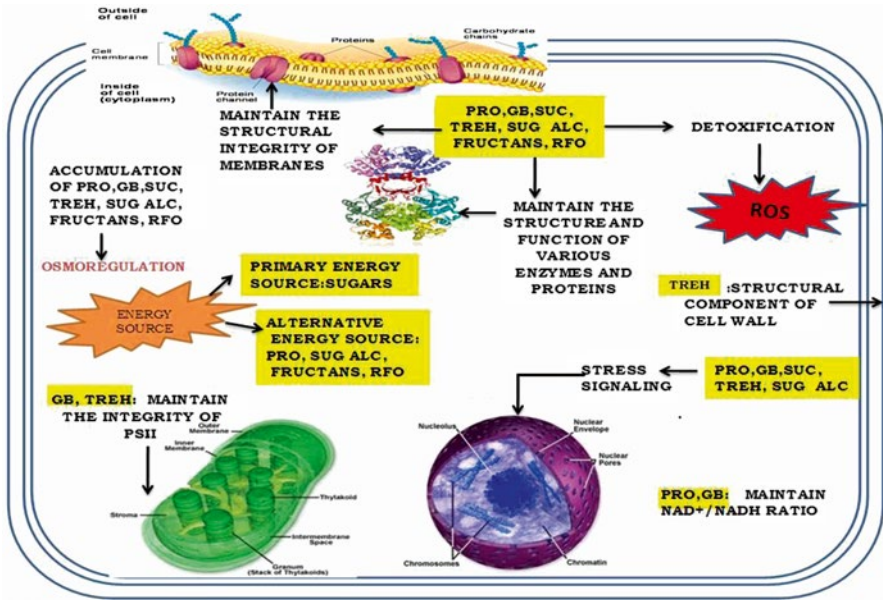 Outside of cell
Cell membrane
Inside of cell (cytoplasm)
Proteins
Carbohydrate chains
Protein channel
MAINTAIN THE
STRUCTURAL
INTEGRITY OF
MEMBRANES
PRO,GB,SUC,
TREH, SUG ALC,
FRUCTANS, RFO
DETOXIFICATION
ROS
ACCUMULATION
OF PRO,GB,SUC,
TREH, SUG ALC,
FRUCTANS, RFO
OSMOREGULATION
MAINTAIN THE
STRUCTURE AND
FUNCTION OF
VARIOUS
ENZYMES AND
PROTEINS
ENERGY
SOURCE
PRIMARY ENERGY
SOURCE:SUGARS
ALTERNATIVE
ENERGY SOURCE:
PRO, SUG ALC,
FRUCTANS, RFO
TREH :STRUCTURAL
COMPONENT OF
CELL WALL
STRESS
SIGNALING
PRO,GB,SUC,
TREH, SUG ALC
GB, TREH: MAINTAIN
THE INTEGRITY OF
PSII
Outer
Membrane
Inner
Membrane
Thylakoid
Stroma
Intermembrane
Space
Granum
(Stack of Thylakoids)
Nucleolus
Nuclear
Envelope
Nuclear
Pores
Chromosomes
Chromatin
PRO,GB: MAINTAIN
NAD+/NADH RATIO